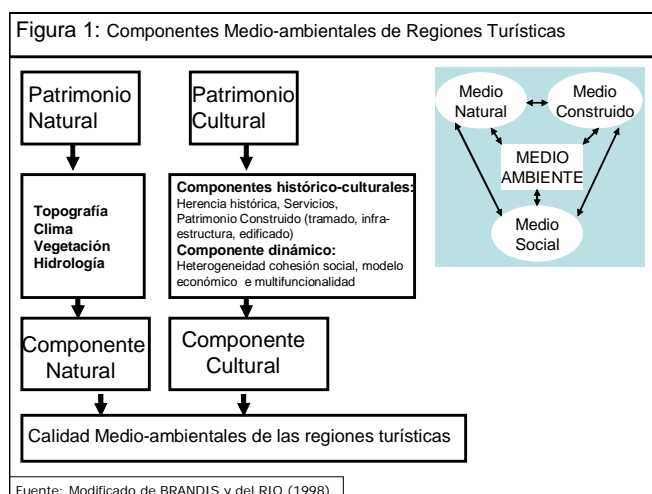 Figura 1: Componentes Medio-ambientales de Regiones Turísticas
Patrimonio
Natural
Patrimonio
Cultural
Topografía
Clima
Vegetación
Hidrología
Componentes histórico-culturales:
Herencia histórica, Servicios,
Patrimonio Construido (tramado, infra-
estructura, edificado)
Componente dinámico:
Heterogeneidad cohesión social, modelo
económico e multifuncionalidad
Componente
Natural
Componente
Cultural
Calidad Medio-ambientales de las regiones turísticas
Medio
Natural
Medio
Construido
MEDIO
AMBIENTE
Medio
Social
Fuente: Modificado de BRANDIS y del RIO (1998)